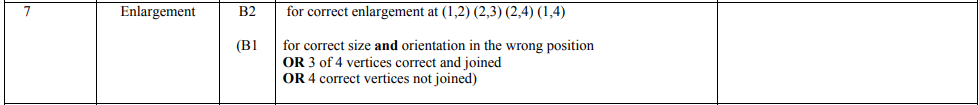 7 Enlargement B2 for correct enlargement at (1,2) (2,3) (2,4) (1,4)
(B1 for correct size and orientation in the wrong position
OR 3 of 4 vertices correct and joined
OR 4 correct vertices not joined)